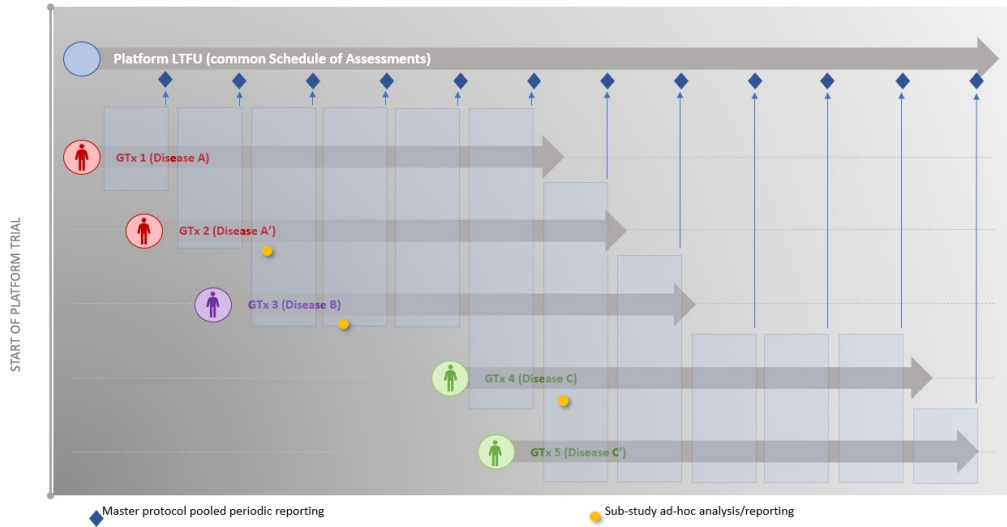 Platform LTFU (common Schedule of Assessments)
GTx 1 (Disease A)
GTx 2 (Disease A')
GTx 3 (Disease B)
GTx 4 (Disease C)
GTx 5 (Disease C')
START OF PLATFORM TRIAL
Master protocol pooled periodic reporting
Sub-study ad-hoc analysis/reporting